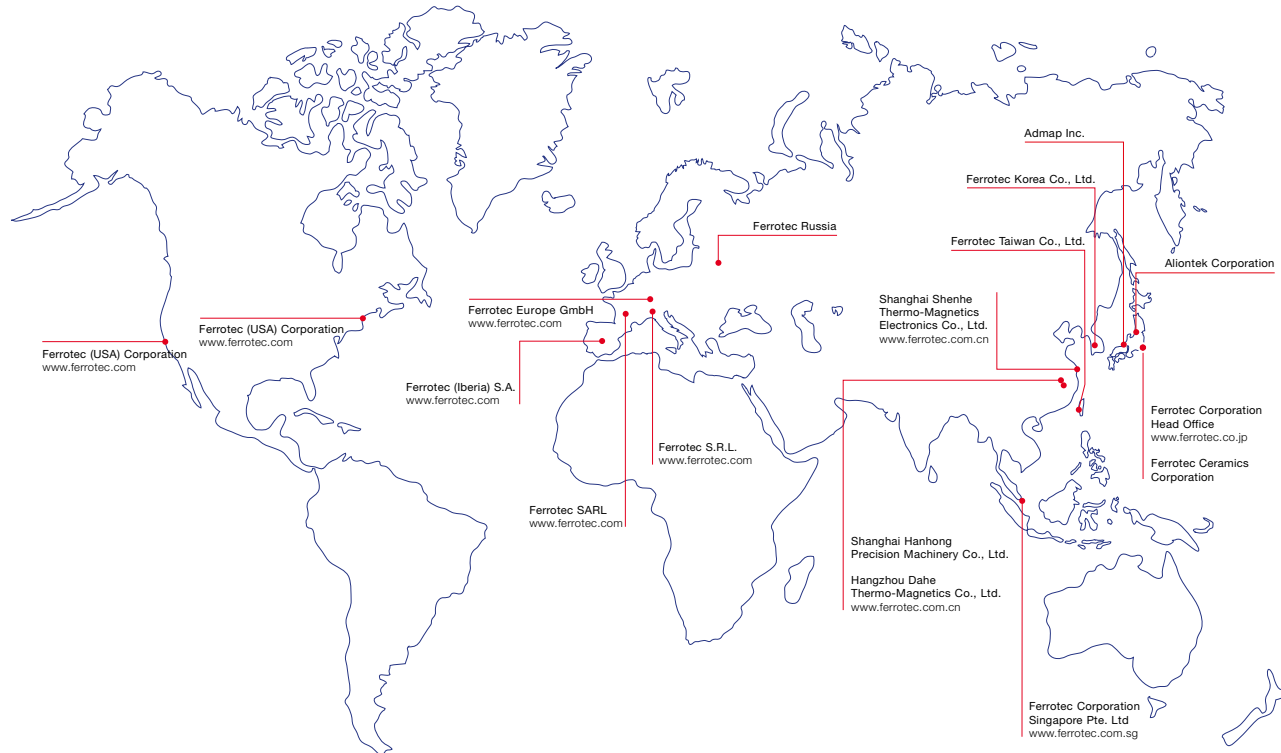 Admap Inc.
Ferrotec Korea Co., Ltd.
Ferrotec Russia
Ferrotec Taiwan Co., Ltd.
Aliontek Corporation
Ferrotec Europe GmbH
www.ferrotec.com
Shanghai Shenhe
Thermo-Magnetics
Electronics Co., Ltd.
www.ferrotec.com.cn
Ferrotec (USA) Corporation
www.ferrotec.com
Ferrotec (USA) Corporation
www.ferrotec.com
Ferrotec (Iberia) S.A.
www.ferrotec.com
Ferrotec Corporation
Head Office
www.ferrotec.co.jp
Ferrotec Ceramics
Corporation
Ferrotec S.R.L.
www.ferrotec.com
Ferrotec SARL
www.ferrotec.com
Shanghai Hanhong
Precision Machinery Co., Ltd.
Hangzhou Dahe
Thermo-Magnetics Co., Ltd.
www.ferrotec.com.cn
Ferrotec Corporation
Singapore Pte. Ltd
www.ferrotec.com.sg